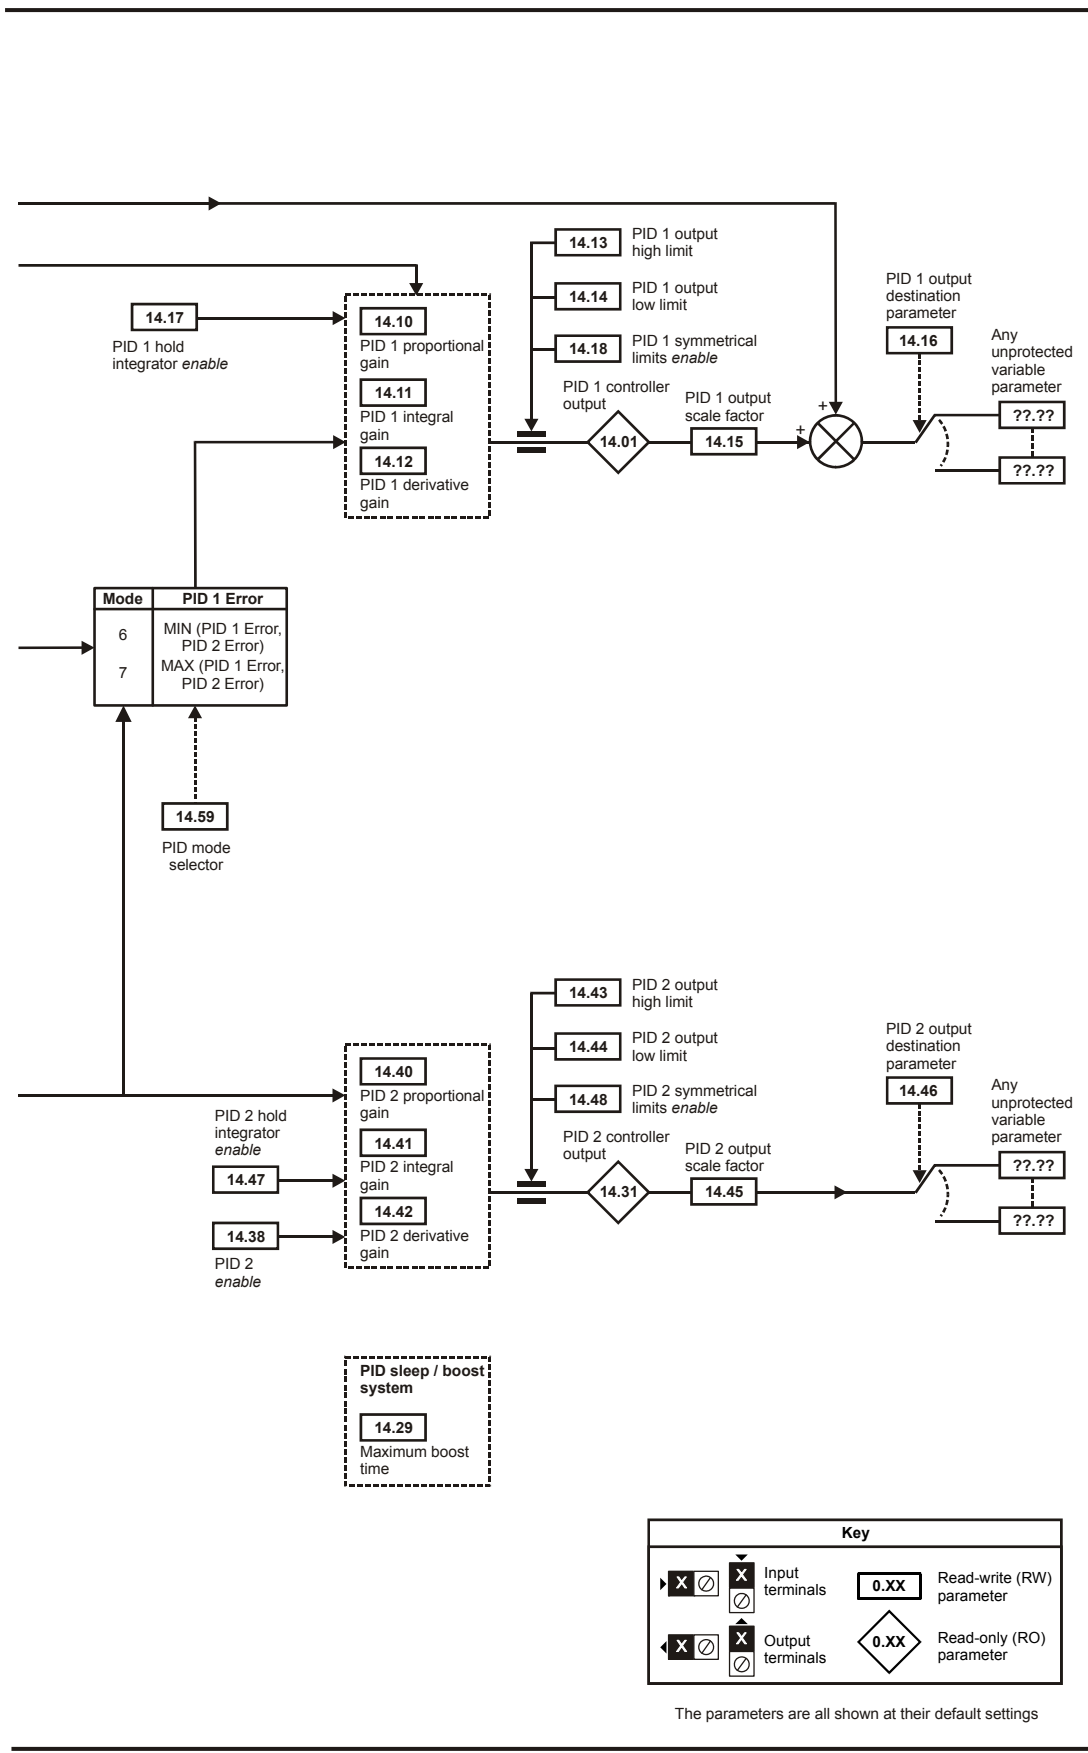 14.13
PID 1 output
high limit
14.14
PID 1 output
low limit
14.18
PID 1 symmetrical
limits enable
14.17
PID 1 hold
integrator enable
14.10
PID 1 proportional
gain
14.11
PID 1 integral
gain
14.12
PID 1 derivative
gain
PID 1 controller
output
14.01
PID 1 output
scale factor
14.15
+
+
PID 1 output
destination
parameter
14.16
Any
unprotected
variable
parameter
??.??
??.??
Mode PID 1 Error
6 MIN (PID 1 Error,
PID 2 Error)
7 MAX (PID 1 Error,
PID 2 Error)
14.59
PID mode
selector
14.43
PID 2 output
high limit
14.44
PID 2 output
low limit
14.48
PID 2 symmetrical
limits enable
14.40
PID 2 proportional
gain
14.41
PID 2 integral
gain
14.42
PID 2 derivative
gain
PID 2 hold
integrator
enable
14.47
14.38
PID 2
enable
PID 2 controller
output
14.31
PID 2 output
scale factor
14.45
PID 2 output
destination
parameter
14.46
Any
unprotected
variable
parameter
??.??
??.??
PID sleep / boost
system
14.29
Maximum boost
time
Key
X
X
Input
terminals
0.XX
Read-write (RW)
parameter
X
X
Output
terminals
0.XX
Read-only (RO)
parameter
The parameters are all shown at their default settings